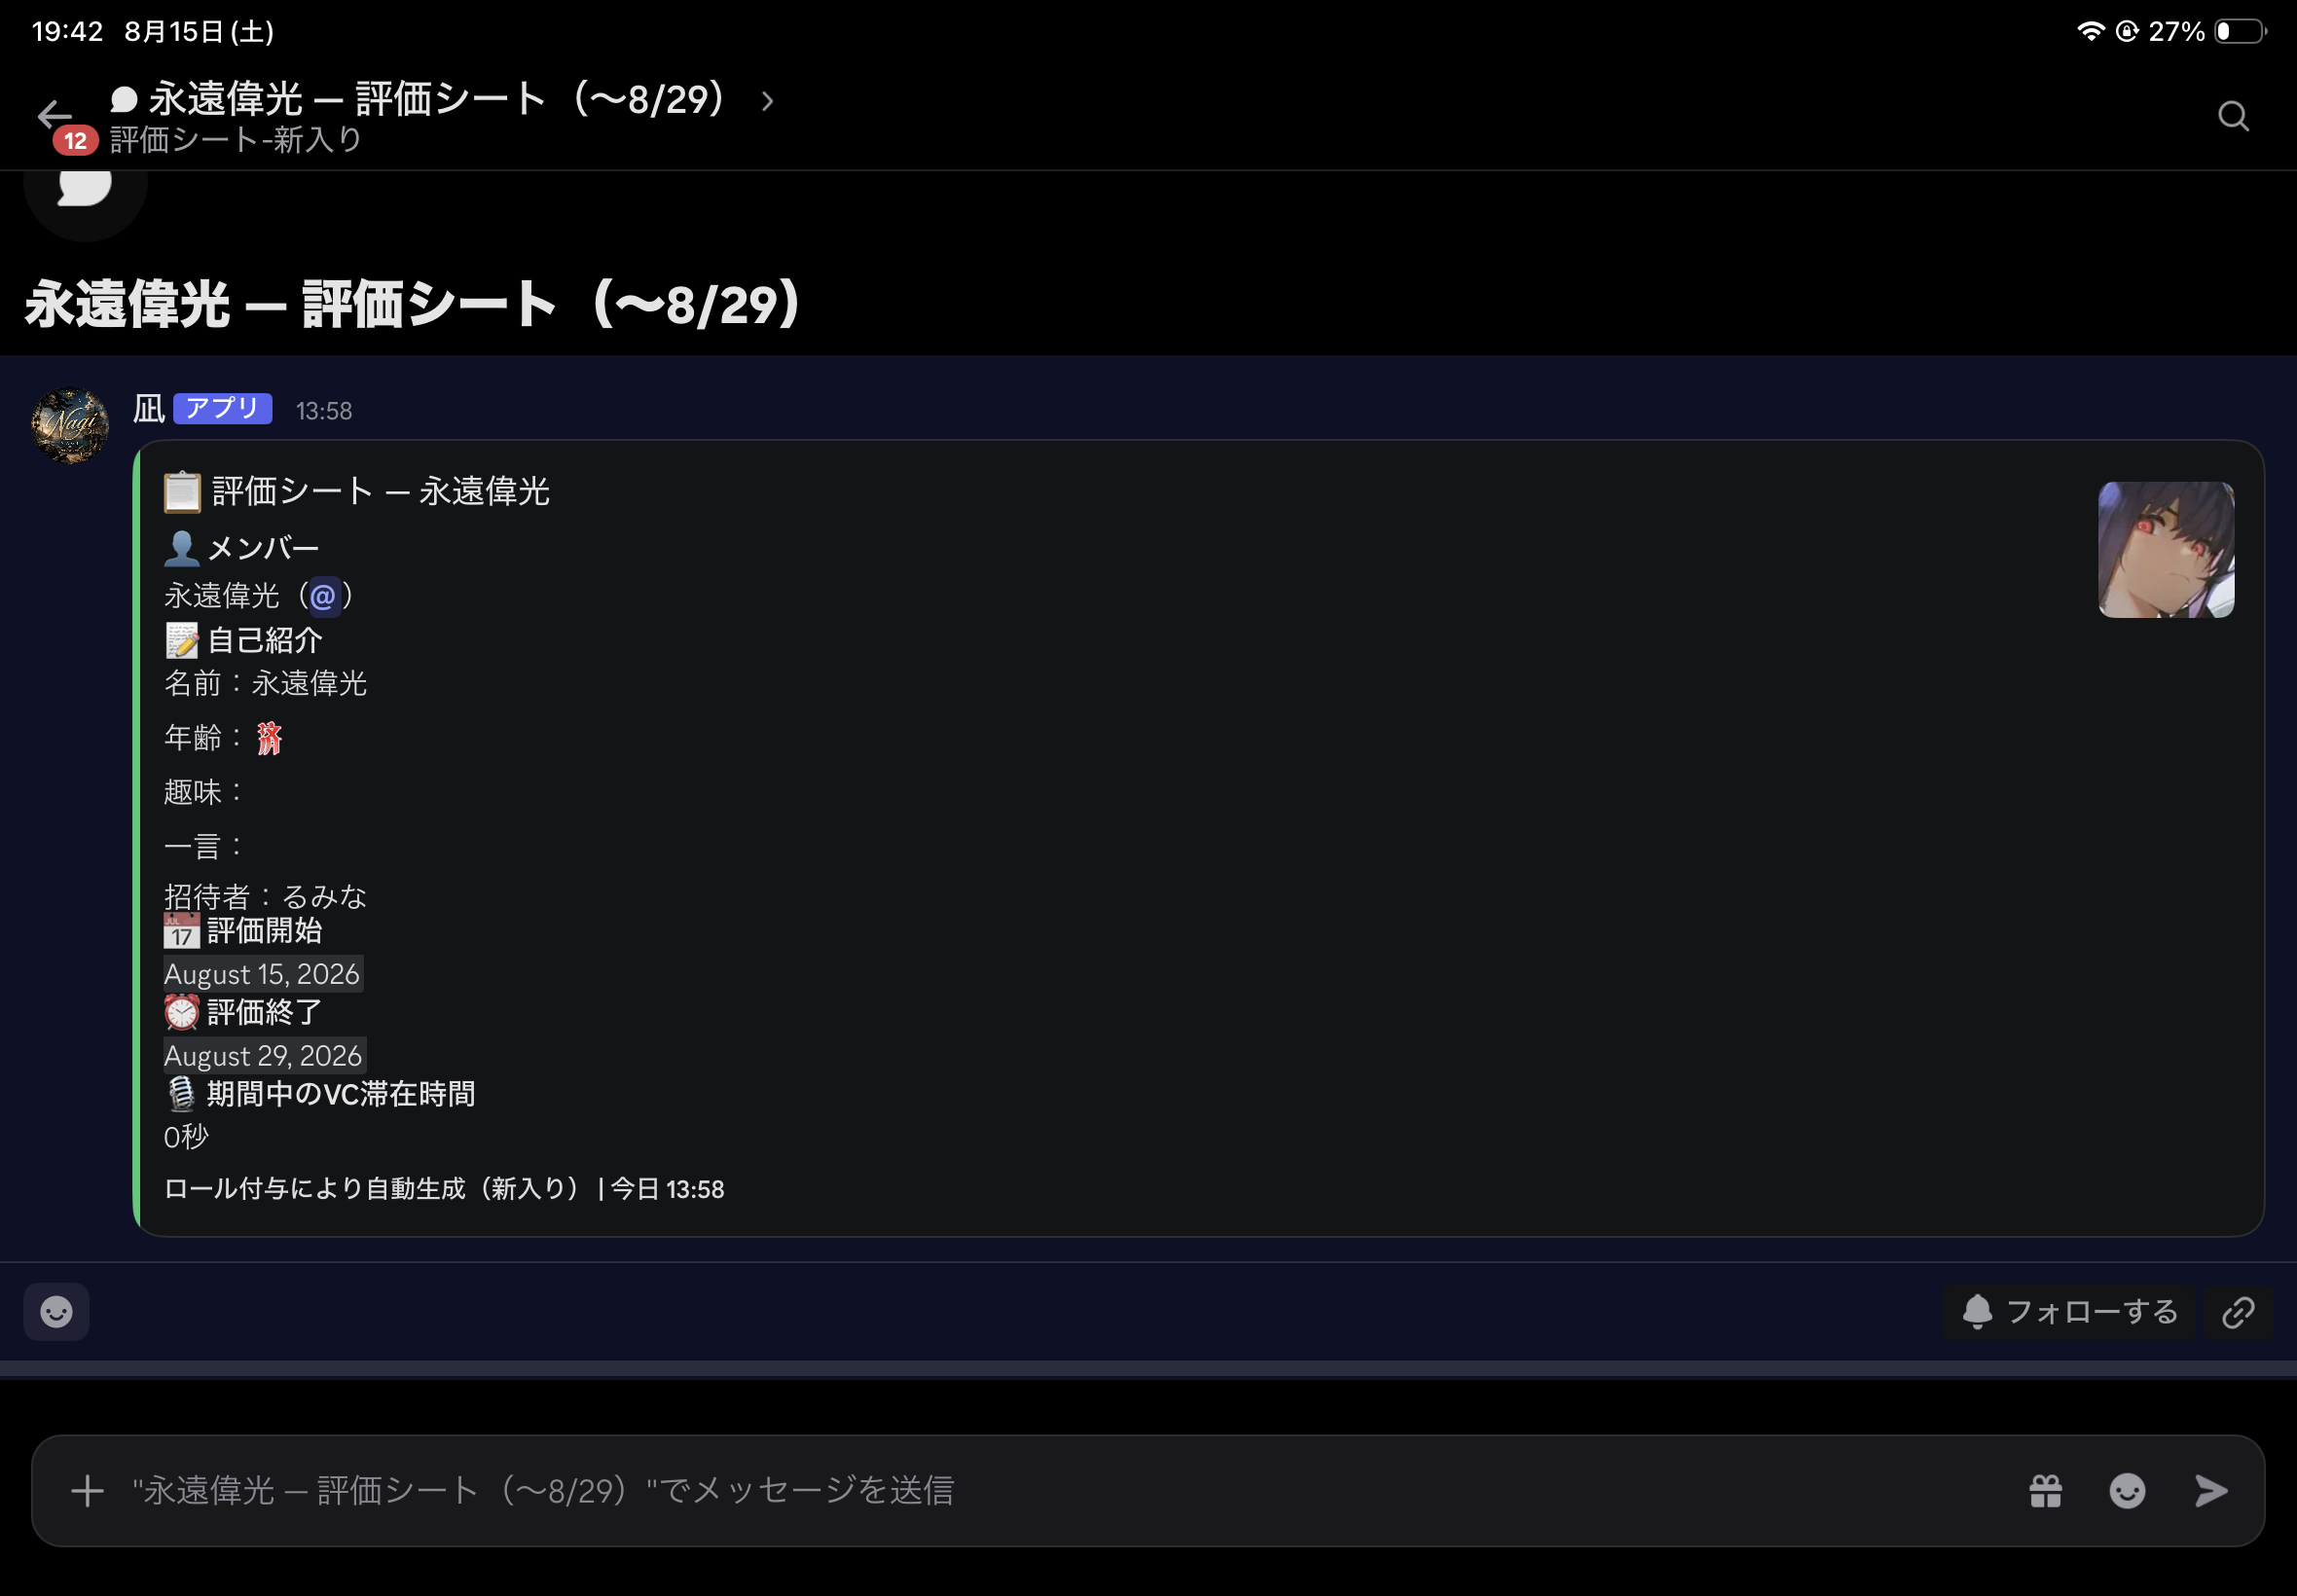 19:42 8月15日(土)
27%
永遠偉光 — 評価シート（〜8/29）
12
評価シート-新入り
永遠偉光 — 評価シート（〜8/29）
Nagi
凪 アプリ 13:58
評価シート — 永遠偉光
メンバー
永遠偉光（@）
自己紹介
名前：永遠偉光
年齢：
趣味：
一言：
招待者：るみな
JUL 17 評価開始
August 15, 2026
評価終了
August 29, 2026
期間中のVC滞在時間
0秒
ロール付与により自動生成（新入り） | 今日 13:58
フォローする
"永遠偉光 — 評価シート（〜8/29）"でメッセージを送信